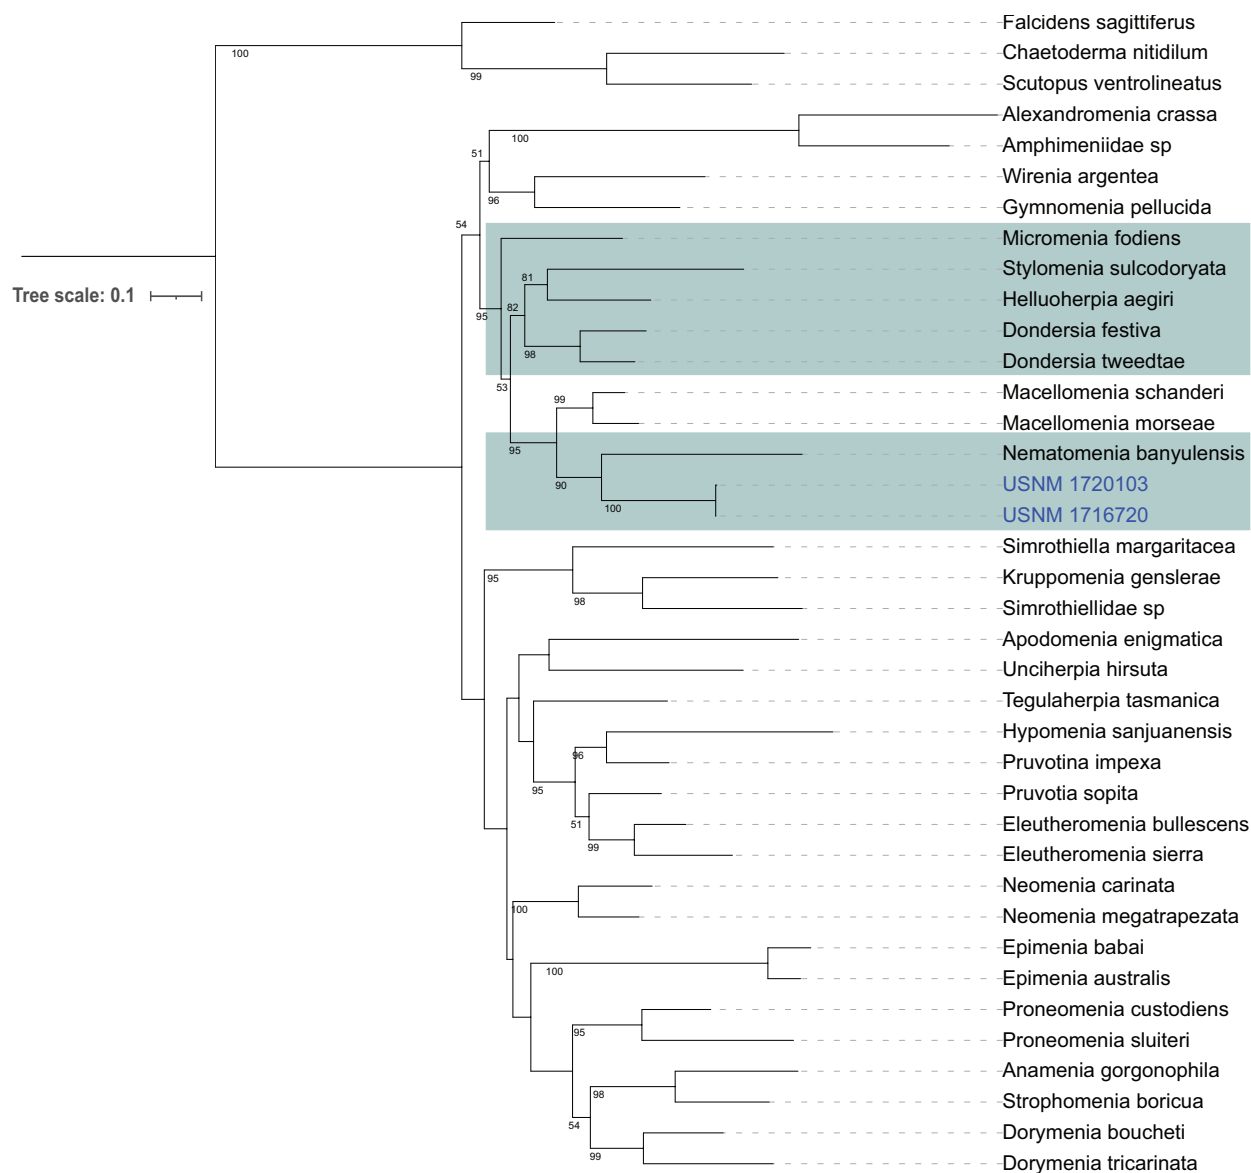 Falcidens sagittiferus
100
Chaetoderma nitidilum
99
Scutopus ventrolineatus
Alexandromenia crassa
100
Amphimeniidae sp
51
Wirenia argentea
96
Gymnomenia pellucida
54
Micromenia fodiens
Stylomenia sulcodoryata
81
Tree scale: 0.1
Helluoherpia aegiri
82
95
Dondersia festiva
98
Dondersia tweedtae
53
Macellomenia schanderi
99
Macellomenia morseae
95
Nematomenia banyulensis
90
USNM 1720103
100
USNM 1716720
Simrothiella margaritacea
95
Kruppomenia genslerae
98
Simrothiellidae sp
Apodomenia enigmatica
Unciherpia hirsuta
Tegulaherpia tasmanica
Hypomenia sanjuanensis
96
Pruvotina impexa
95
Pruvotia sopita
51
Eleutheromenia bullescens
99
Eleutheromenia sierra
Neomenia carinata
100
Neomenia megatrapezata
Epimenia babai
100
Epimenia australis
Proneomenia custodiens
95
Proneomenia sluiteri
Anamenia gorgonophila
98
Strophomenia boricua
54
Dorymenia boucheti
99
Dorymenia tricarinata